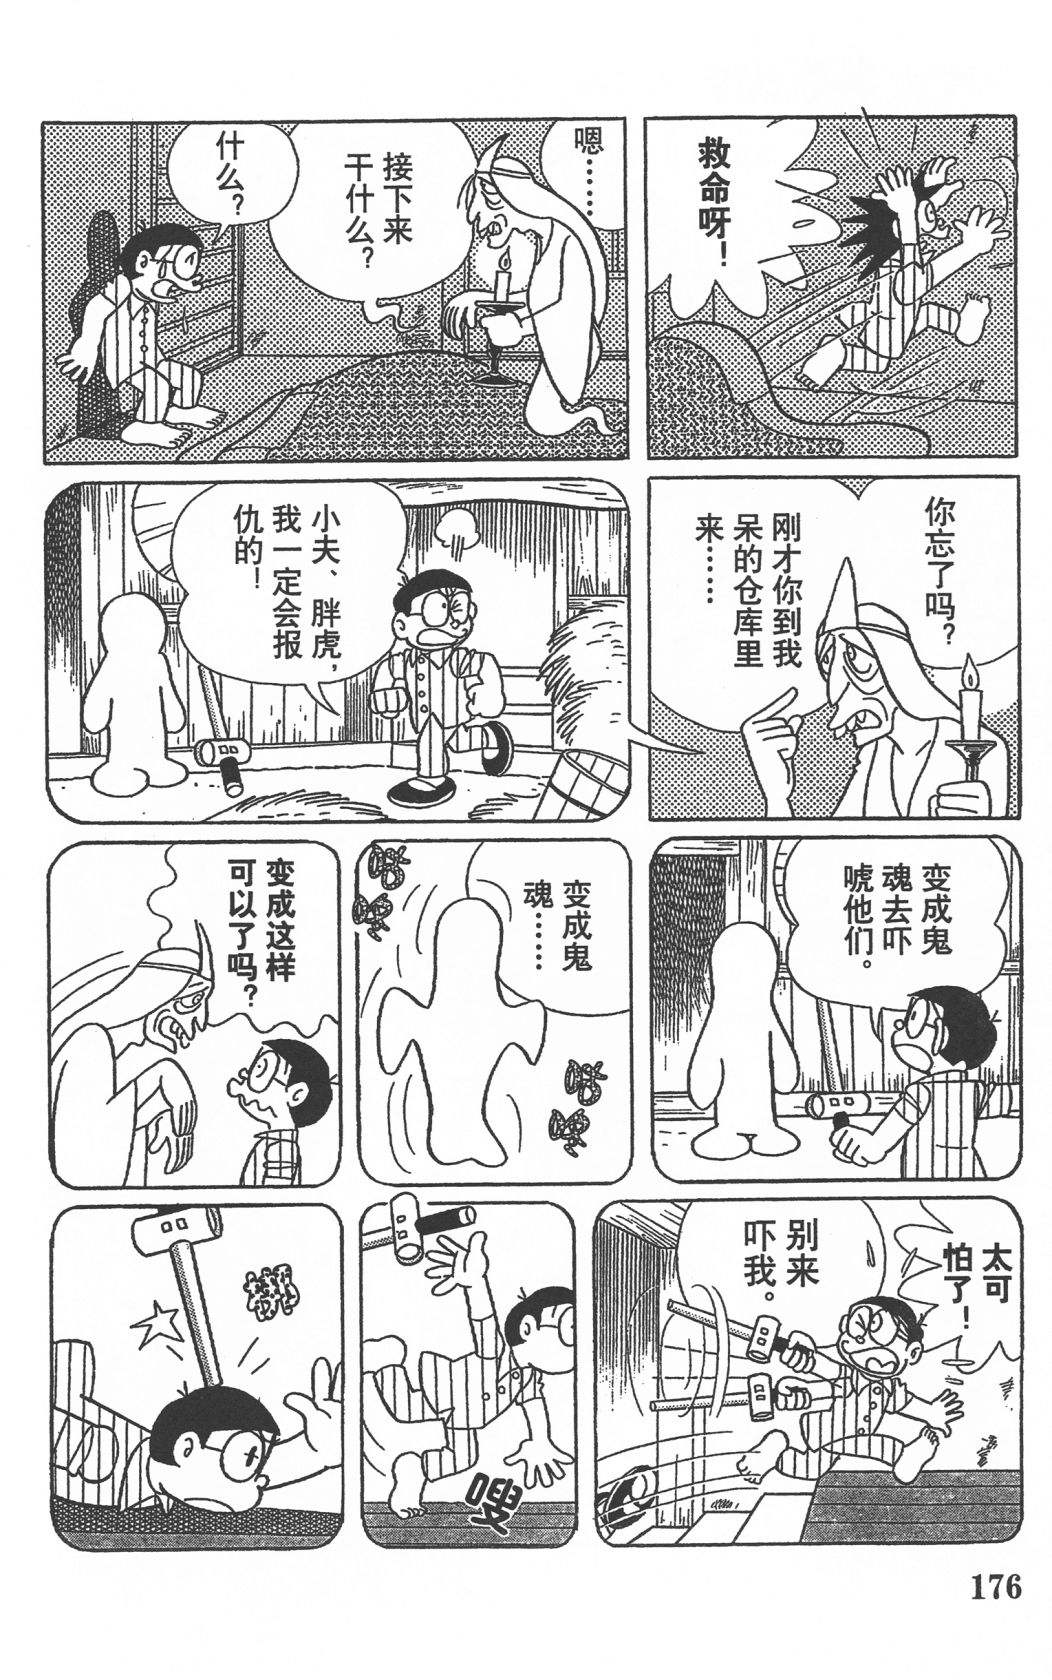 救命呀！
嗯……
接下来
干什么？
什么？
你忘了吗？
刚才你到我
呆的仓库里
来……
小夫、胖虎，
我一定会报
仇的！
变成鬼
魂去吓
唬他们。
变成鬼
魂……
变成这样
可以了吗？
太可
怕了！
别来
吓我。
嗖
176